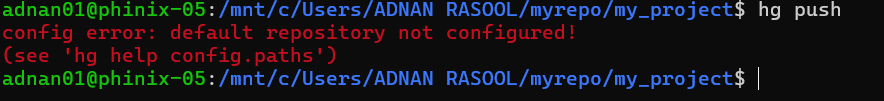 adnan01@phinix-05:/mnt/c/Users/ADNAN RASOOL/myrepo/my_project$ hg push
config error: default repository not configured!
(see 'hg help config.paths')
adnan01@phinix-05:/mnt/c/Users/ADNAN RASOOL/myrepo/my_project$